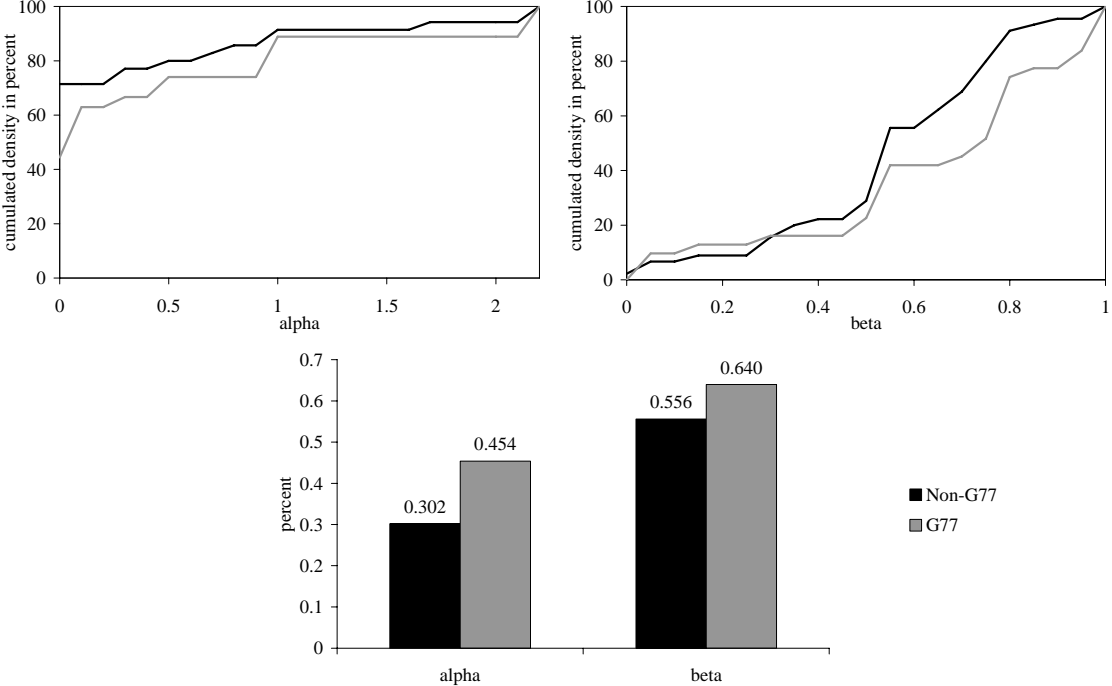 cumulated density in percent
100
80
60
40
20
0
0 0.5 1 1.5 2
alpha
cumulated density in percent
100
80
60
40
20
0
0 0.2 0.4 0.6 0.8 1
beta
percent
0.7
0.6
0.5
0.4
0.3
0.2
0.1
0
0.302
0.454
0.556
0.640
alpha beta
Non-G77
G77